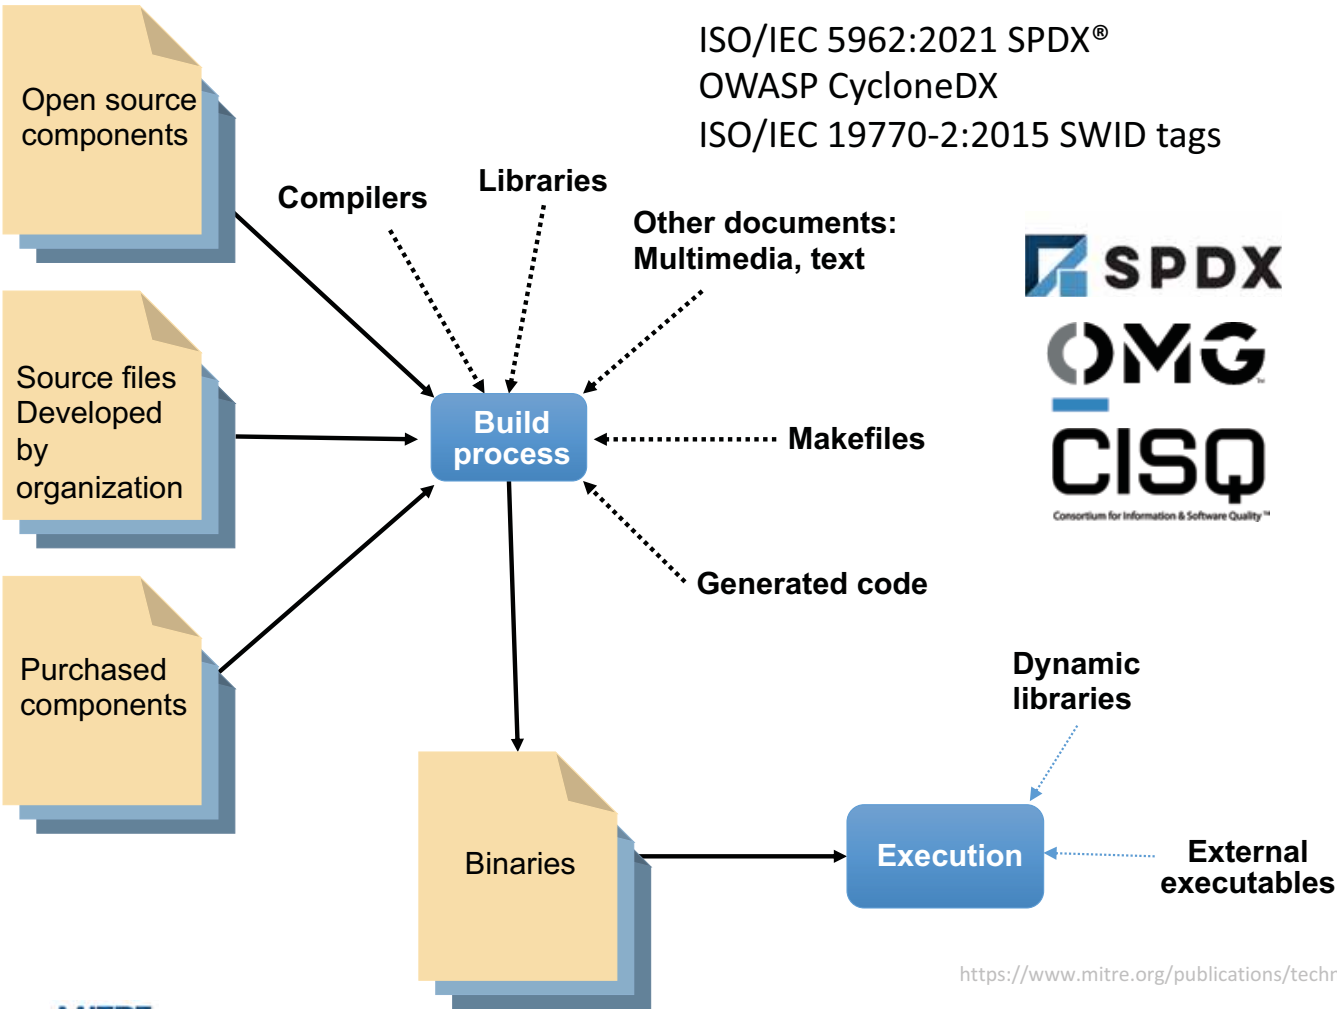 ISO/IEC 5962:2021 SPDX®
OWASP CycloneDX
ISO/IEC 19770-2:2015 SWID tags
Open source
components
Compilers
Libraries
Other documents:
Multimedia, text
SPDX
OMG
CISQ
Consortium for Information & Software Quality™
Source files
Developed
by
organization
Build
process
Makefiles
Generated code
Purchased
components
Dynamic
libraries
Binaries
Execution
External
executables
https://www.mitre.org/publications/techn